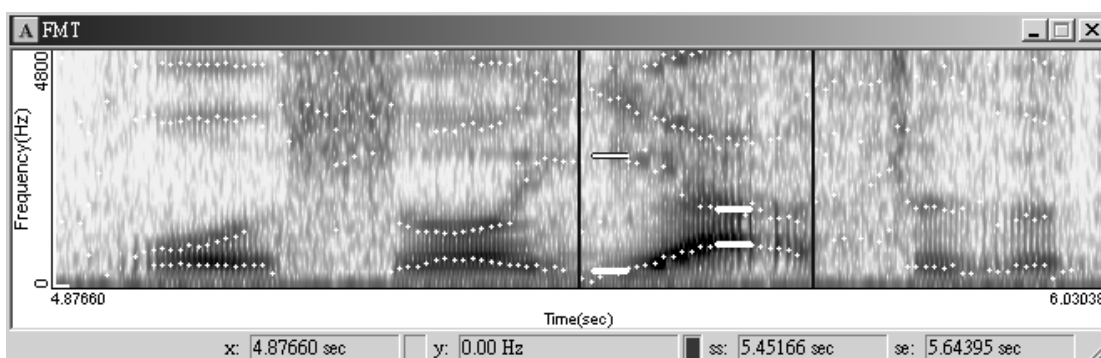 A FMT
4800
Frequency(Hz)
0
4.87660 6.03038
Time(sec)
x: 4.87660 sec y: 0.00 Hz ss: 5.45166 sec se: 5.64395 sec